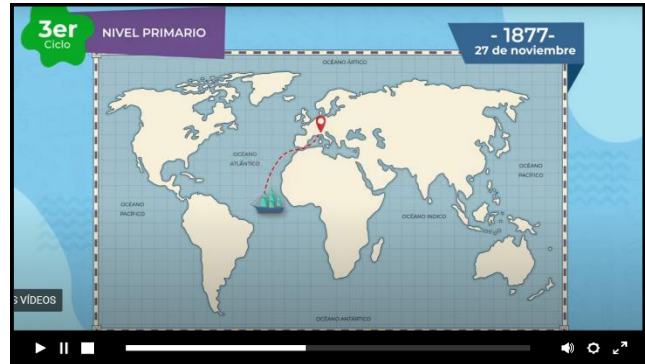 3er
Ciclo
NIVEL PRIMARIO
- 1877-
27 de noviembre
OCÉANO ÁRTICO
OCÉANO
ATLÁNTICO
OCÉANO
PACÍFICO
OCÉANO
PACÍFICO
OCÉANO INDICO
OCÉANO ANTÁRTICO
S VÍDEOS